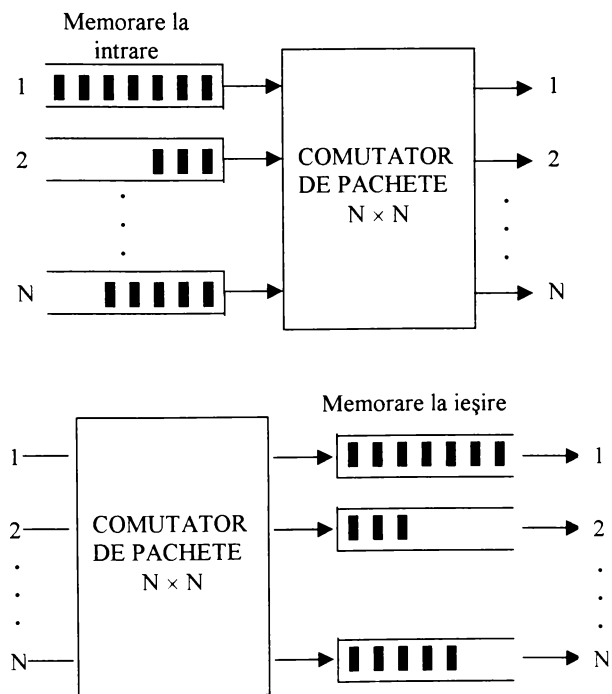 Memorare la
intrare
1
1
2
COMUTATOR
DE PACHETE
N × N
2
N
N
Memorare la ieşire
1
1
2
COMUTATOR
DE PACHETE
N × N
2
N
N